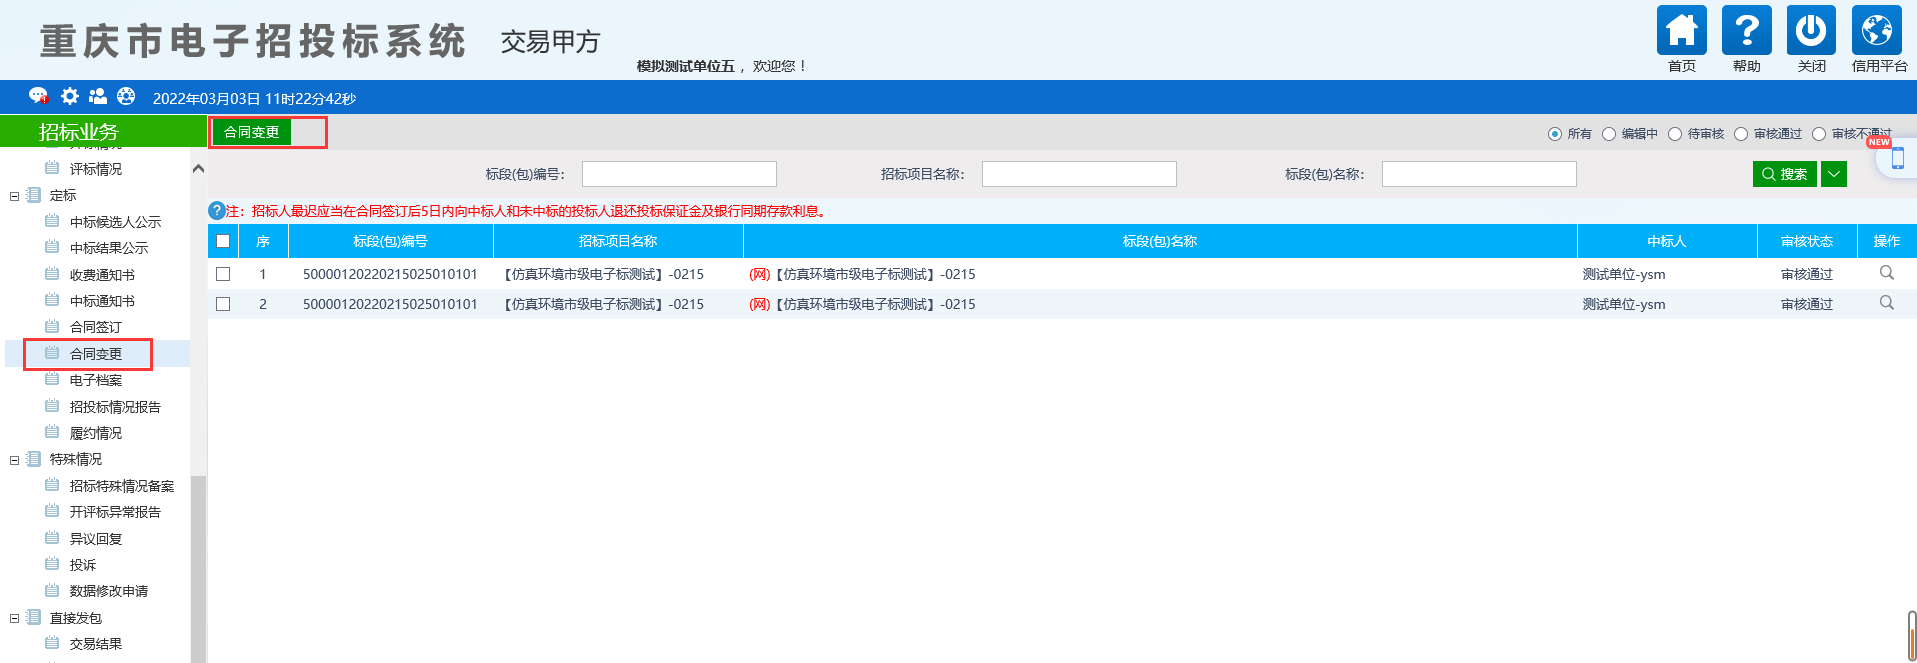 重庆市电子招投标系统
交易甲方
模拟测试单位五，欢迎您！
首页
帮助
关闭
信用平台
2022年03月03日 11时22分42秒
招标业务
评标情况
定标
中标候选人公示
中标结果公示
收费通知书
中标通知书
合同签订
合同变更
电子档案
招投标情况报告
履约情况
特殊情况
招标特殊情况备案
开评标异常报告
异议回复
投诉
数据修改申请
直接发包
交易结果
合同变更
所有 编辑中 待审核 审核通过 审核不通过
NEW
标段(包)编号： 招标项目名称： 标段(包)名称： 搜索
注：招标人最迟应当在合同签订后5日内向中标人和未中标的投标人退还投标保证金及银行同期存款利息。
序 标段(包)编号 招标项目名称 标段(包)名称 中标人 审核状态 操作
1 50000120220215025010101 【仿真环境市级电子标测试】-0215 (网)【仿真环境市级电子标测试】-0215 测试单位-ysm 审核通过
2 50000120220215025010101 【仿真环境市级电子标测试】-0215 (网)【仿真环境市级电子标测试】-0215 测试单位-ysm 审核通过